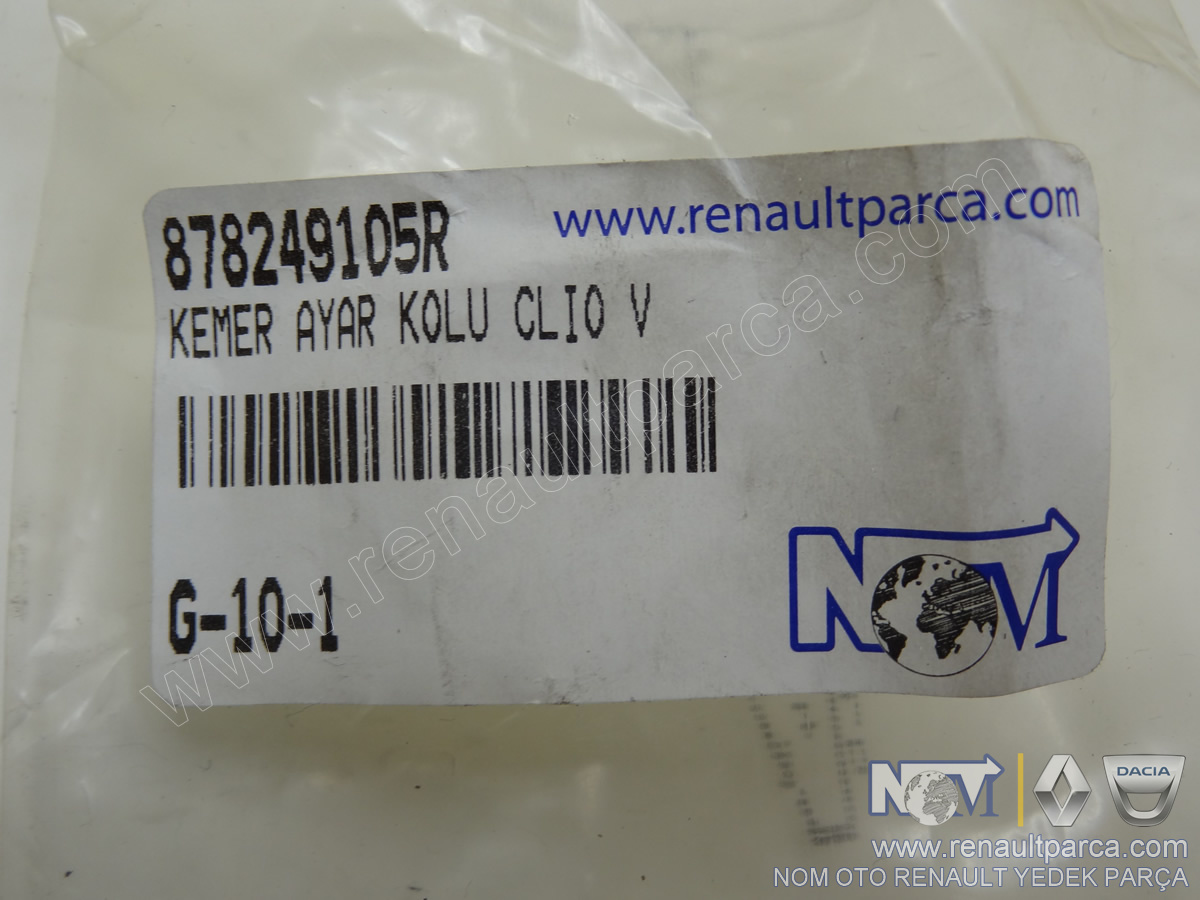 www.renaultparca.com
878249105R
KEMER AYAR KOLU CLIO V
G-10-1
NOM
www.renaultparca.com
NOM
DACIA
www.renaultparca.com
NOM OTO RENAULT YEDEK PARÇA